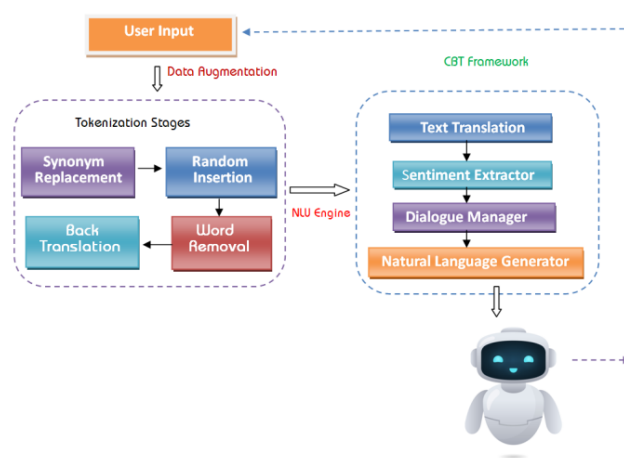 User Input
Data Augmentation
CBT Framework
Tokenization Stages
Synonym
Replacement
Random
Insertion
Back
Translation
Word
Removal
NLU Engine
Text Translation
Sentiment Extractor
Dialogue Manager
Natural Language Generator